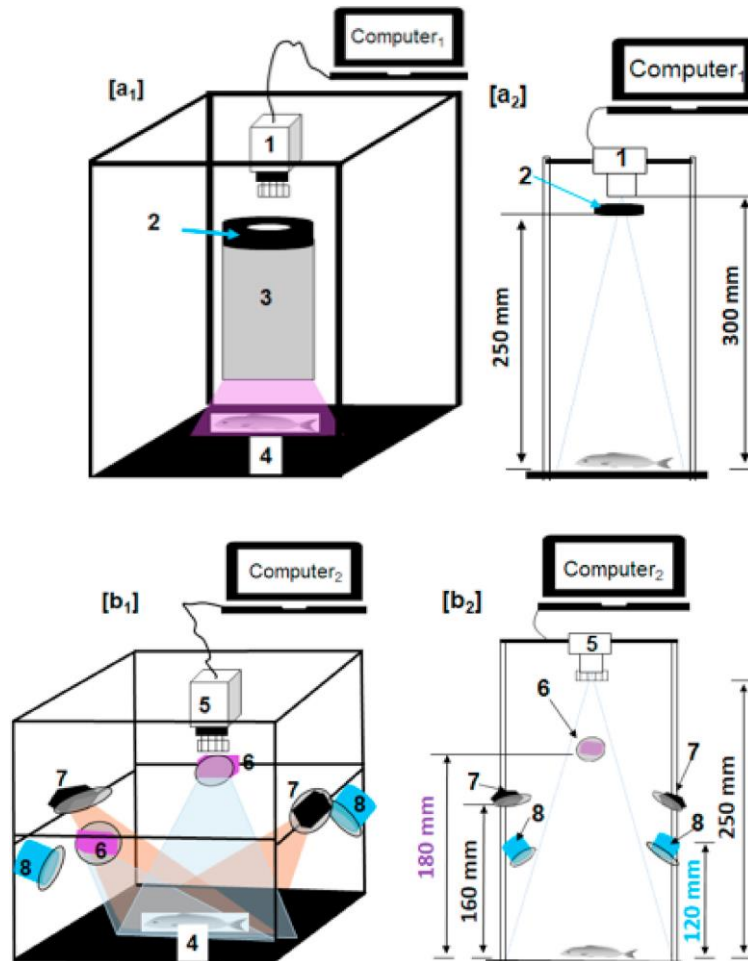 Computer₁
[a₁]
1
2
3
4
Computer₁
[a₂]
1
2
250 mm
300 mm
Computer₂
[b₁]
5
6
7
7
8
6
8
4
Computer₂
[b₂]
5
6
7
7
8
8
180 mm
160 mm
120 mm
250 mm